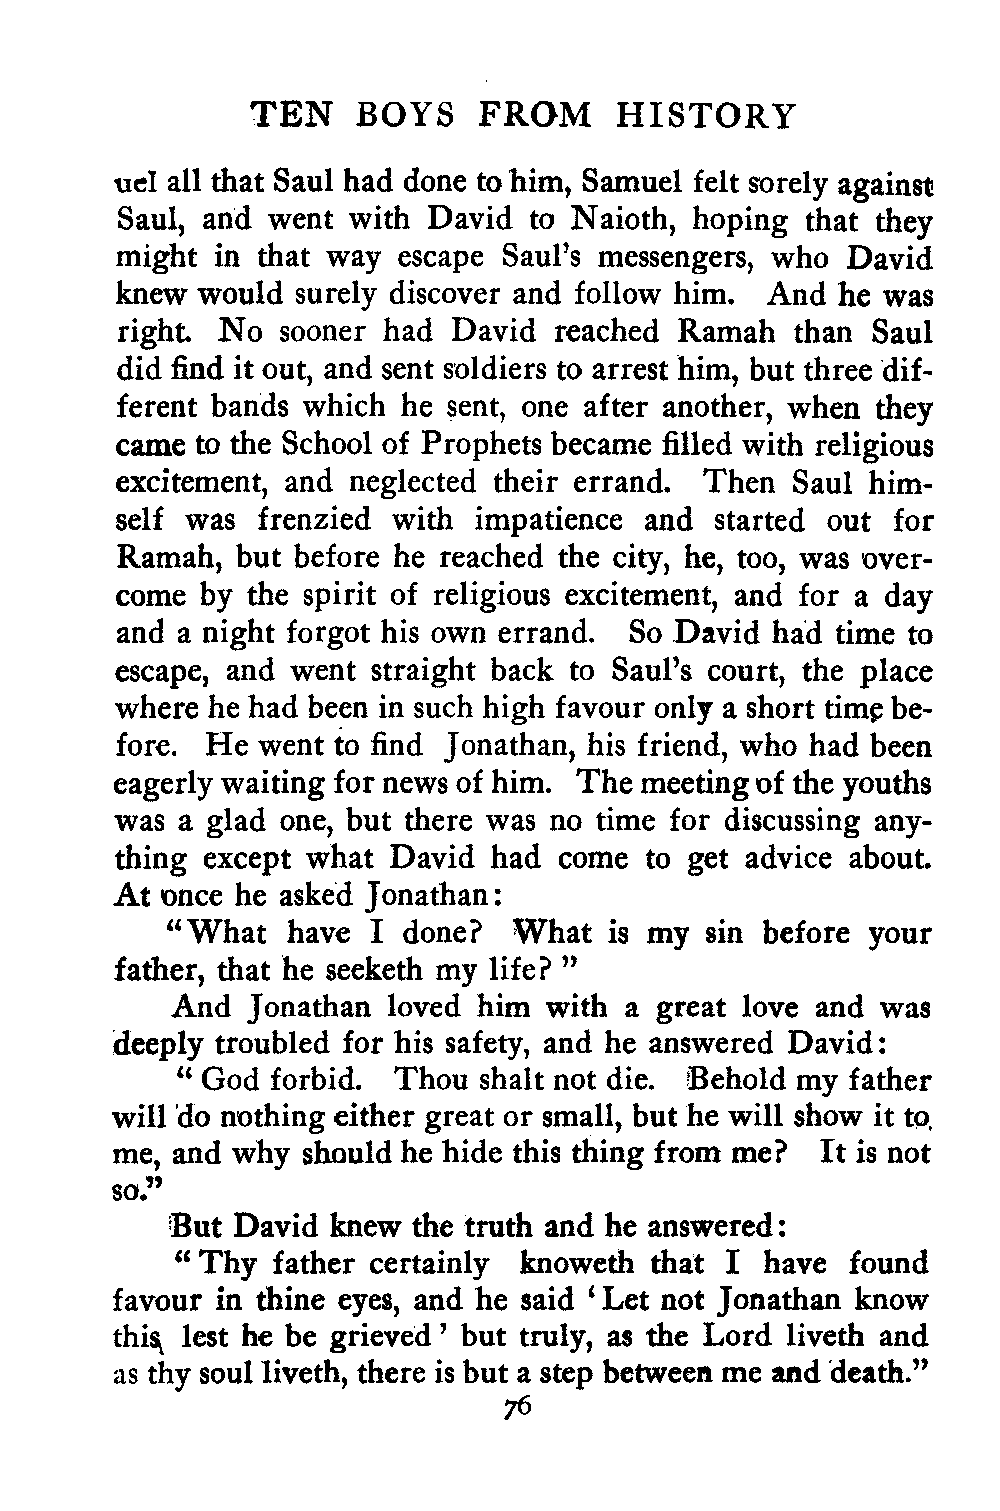 TEN BOYS FROM HISTORY
uel all that Saul had done to him, Samuel felt sorely against
Saul, and went with David to Naioth, hoping that they
might in that way escape Saul's messengers, who David
knew would surely discover and follow him. And he was
right. No sooner had David reached Ramah than Saul
did find it out, and sent soldiers to arrest him, but three dif-
ferent bands which he sent, one after another, when they
came to the School of Prophets became filled with religious
excitement, and neglected their errand. Then Saul him-
self was frenzied with impatience and started out for
Ramah, but before he reached the city, he, too, was over-
come by the spirit of religious excitement, and for a day
and a night forgot his own errand. So David had time to
escape, and went straight back to Saul's court, the place
where he had been in such high favour only a short time be-
fore. He went to find Jonathan, his friend, who had been
eagerly waiting for news of him. The meeting of the youths
was a glad one, but there was no time for discussing any-
thing except what David had come to get advice about.
At once he asked Jonathan:
"What have I done? What is my sin before your
father, that he seeketh my life?"
And Jonathan loved him with a great love and was
deeply troubled for his safety, and he answered David:
"God forbid. Thou shalt not die. Behold my father
will do nothing either great or small, but he will show it to
me, and why should he hide this thing from me? It is not
so."
But David knew the truth and he answered:
"Thy father certainly knoweth that I have found
favour in thine eyes, and he said 'Let not Jonathan know
this, lest he be grieved' but truly, as the Lord liveth and
as thy soul liveth, there is but a step between me and death."
76